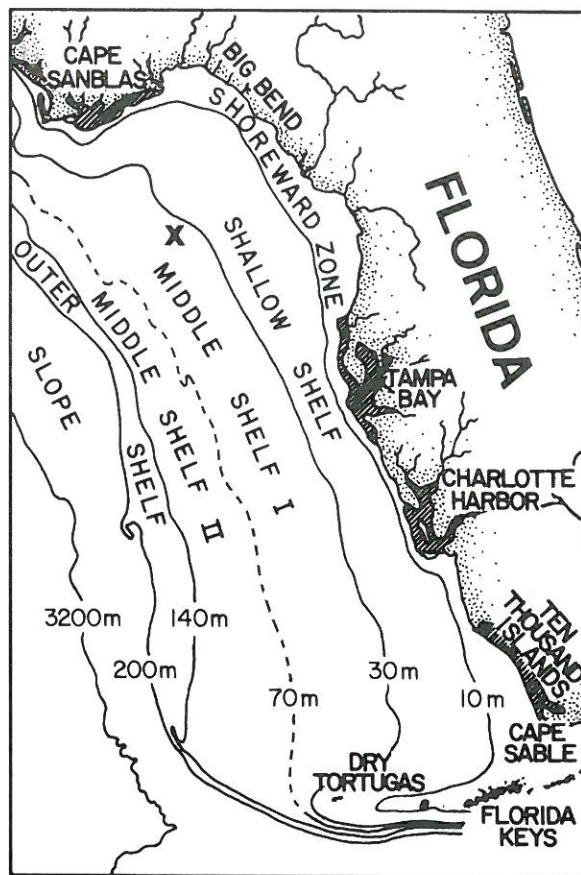 CAPE
SANBLAS
BIG BEND
SHOREWARD ZONE
FLORIDA
X
SHALLOW
SHELF
MIDDLE
SHELF I
OUTER
SHELF
MIDDLE
SHELF II
SLOPE
TAMPA
BAY
CHARLOTTE
HARBOR
TEN
THOUSAND
ISLANDS
3200m
140m
200m
70m
30m
10m
CAPE
SABLE
DRY
TORTUGAS
FLORIDA
KEYS